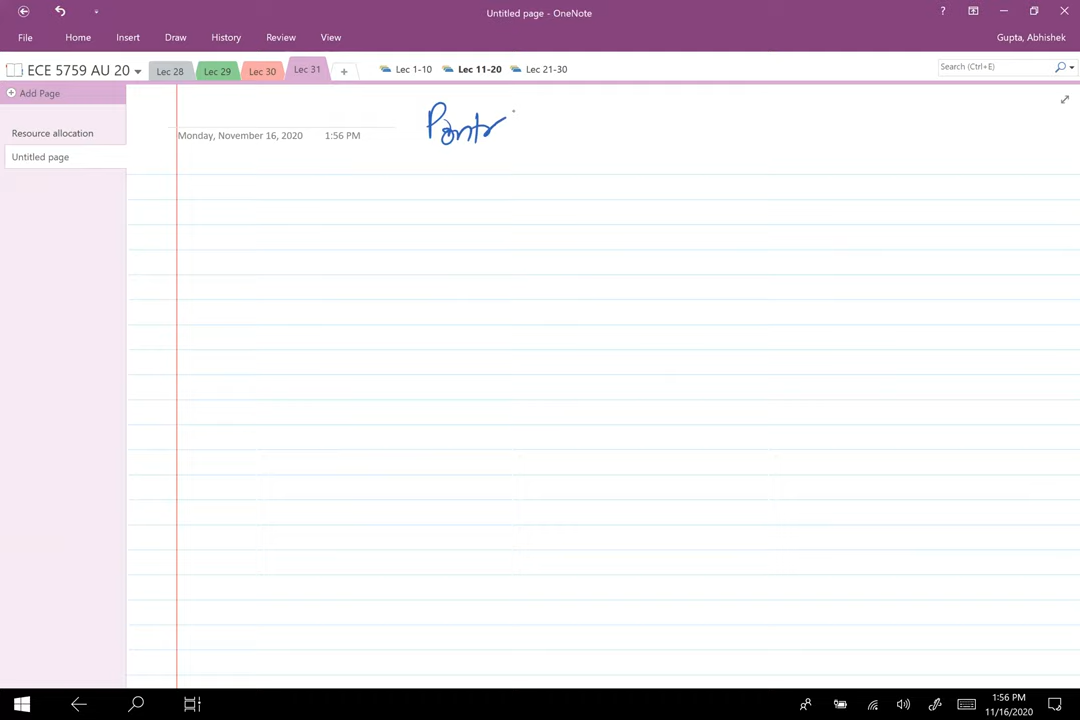 Untitled page - OneNote
?
File Home Insert Draw History Review View
Gupta, Abhishek
ECE 5759 AU 20
Lec 28
Lec 29
Lec 30
Lec 31
+
Lec 1-10
Lec 11-20
Lec 21-30
Search (Ctrl+E)
Add Page
Resource allocation
Untitled page
Pontr
Monday, November 16, 2020 1:56 PM
1:56 PM
11/16/2020